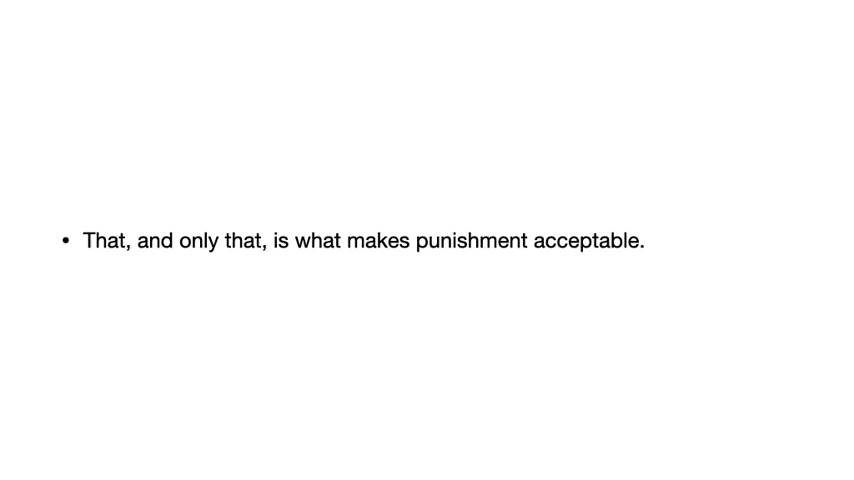 • That, and only that, is what makes punishment acceptable.